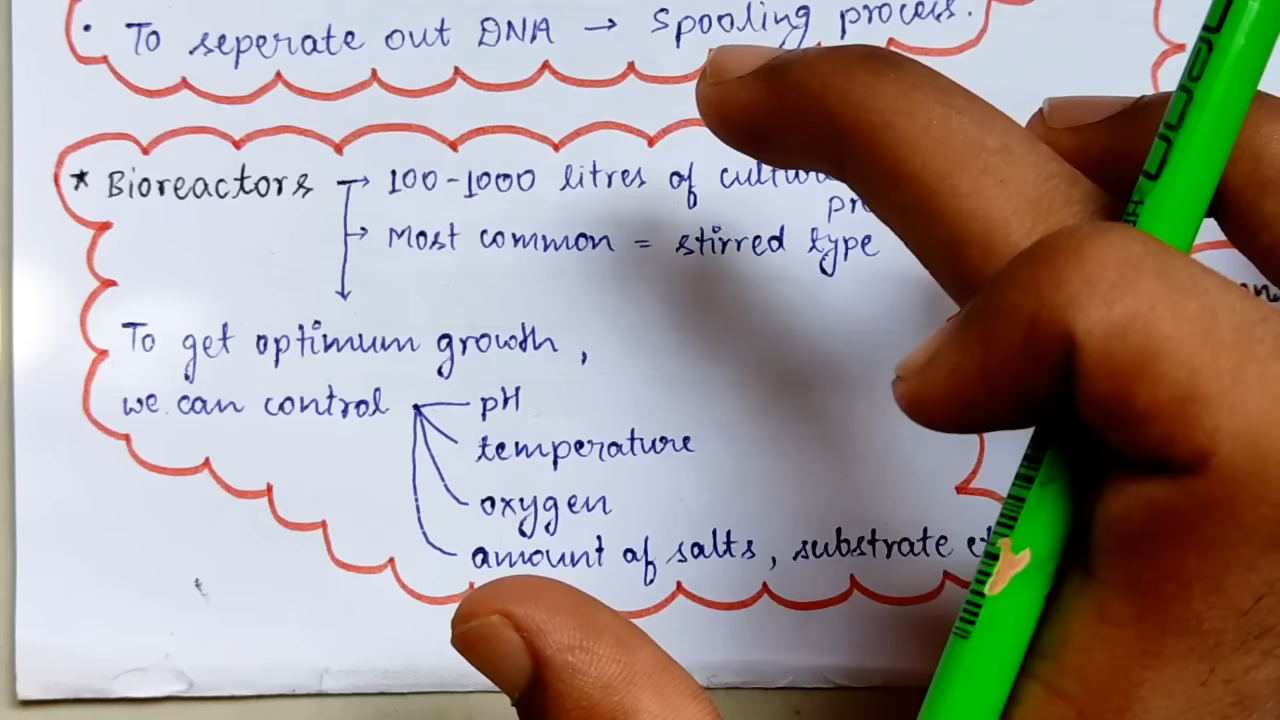 • To seperate out DNA → Spooling process.
* Bioreactors → 100-1000 litres of
→ Most common = stirred type
To get optimum growth,
we can control
pH
temperature
oxygen
amount of salts, substrate